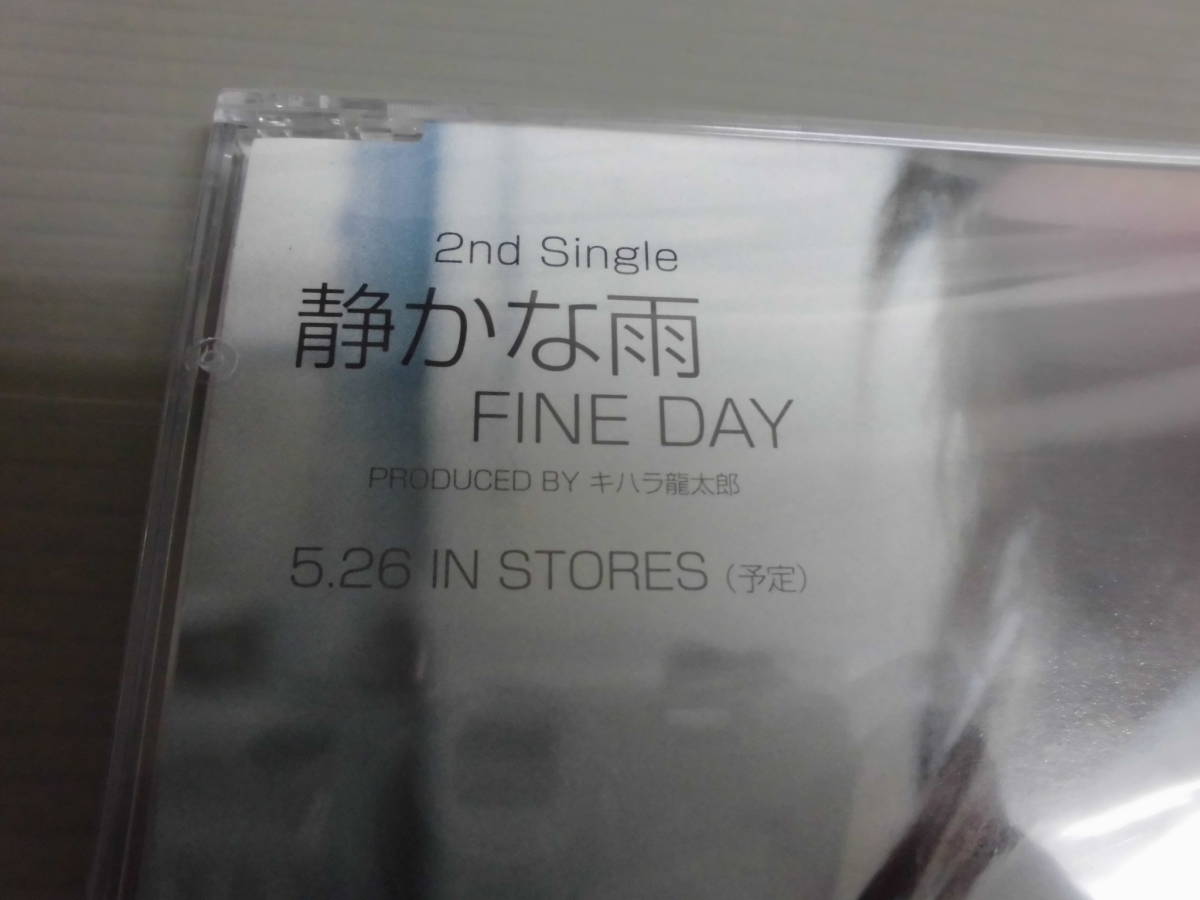 2nd Single
静かな雨
FINE DAY
PRODUCED BY キハラ龍太郎
5.26 IN STORES（予定）